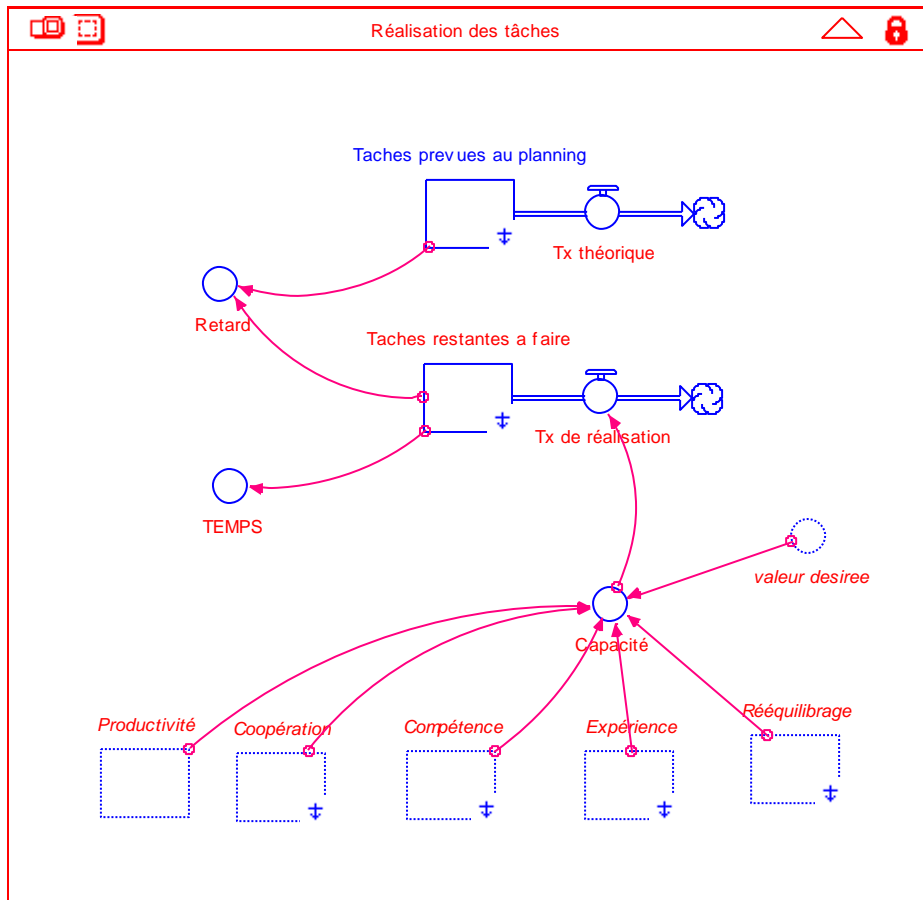 Réalisation des tâches
Taches prevues au planning
Tx théorique
Retard
Taches restantes a faire
Tx de réalisation
TEMPS
valeur desiree
Capacité
Productivité
Coopération
Compétence
Expérience
Rééquilibrage